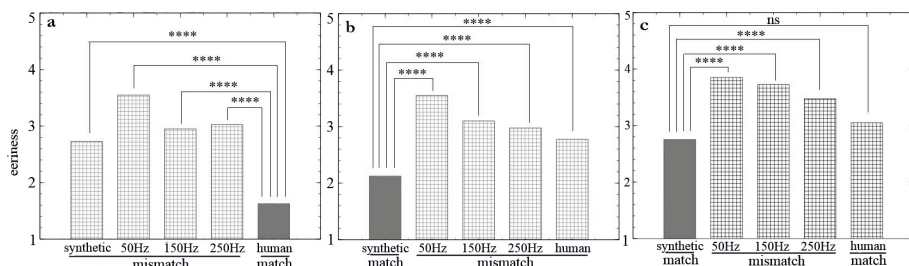 a
5
4
3
2
1
eeriness
****
****
****
****
synthetic 50Hz 150Hz 250Hz human
mismatch match
b
5
4
3
2
1
****
****
****
****
synthetic 50Hz 150Hz 250Hz human
match mismatch
c
5
4
3
2
1
ns
****
****
****
synthetic 50Hz 150Hz 250Hz human
match mismatch match